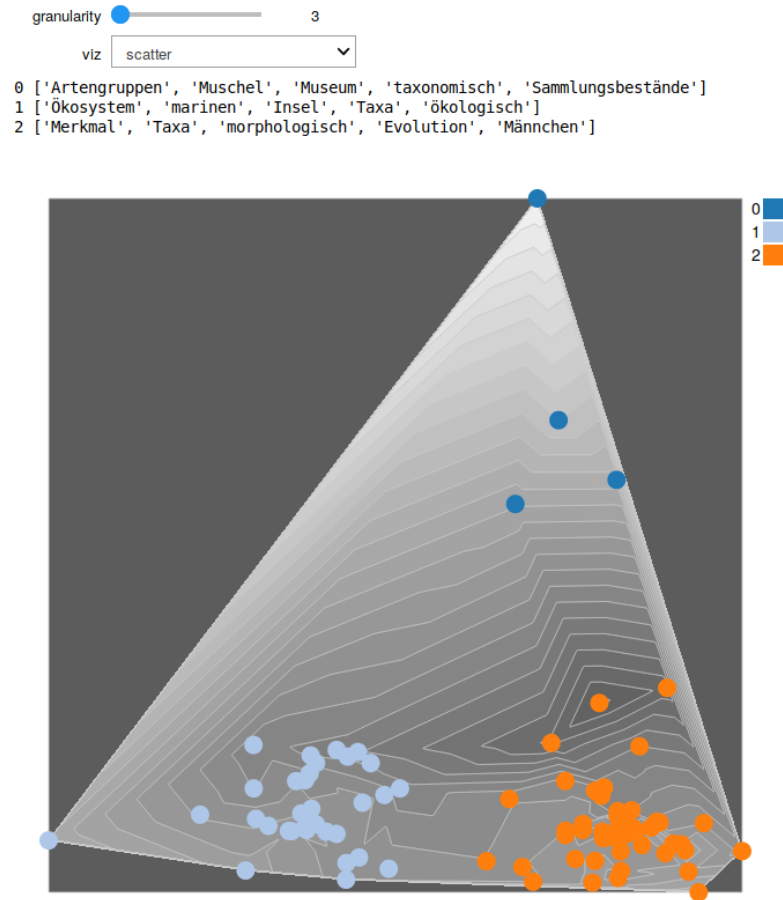 granularity 3
viz scatter
0 ['Artengruppen', 'Muschel', 'Museum', 'taxonomisch', 'Sammlungsbestände']
1 ['Ökosystem', 'marinen', 'Insel', 'Taxa', 'ökologisch']
2 ['Merkmal', 'Taxa', 'morphologisch', 'Evolution', 'Männchen']
0
1
2